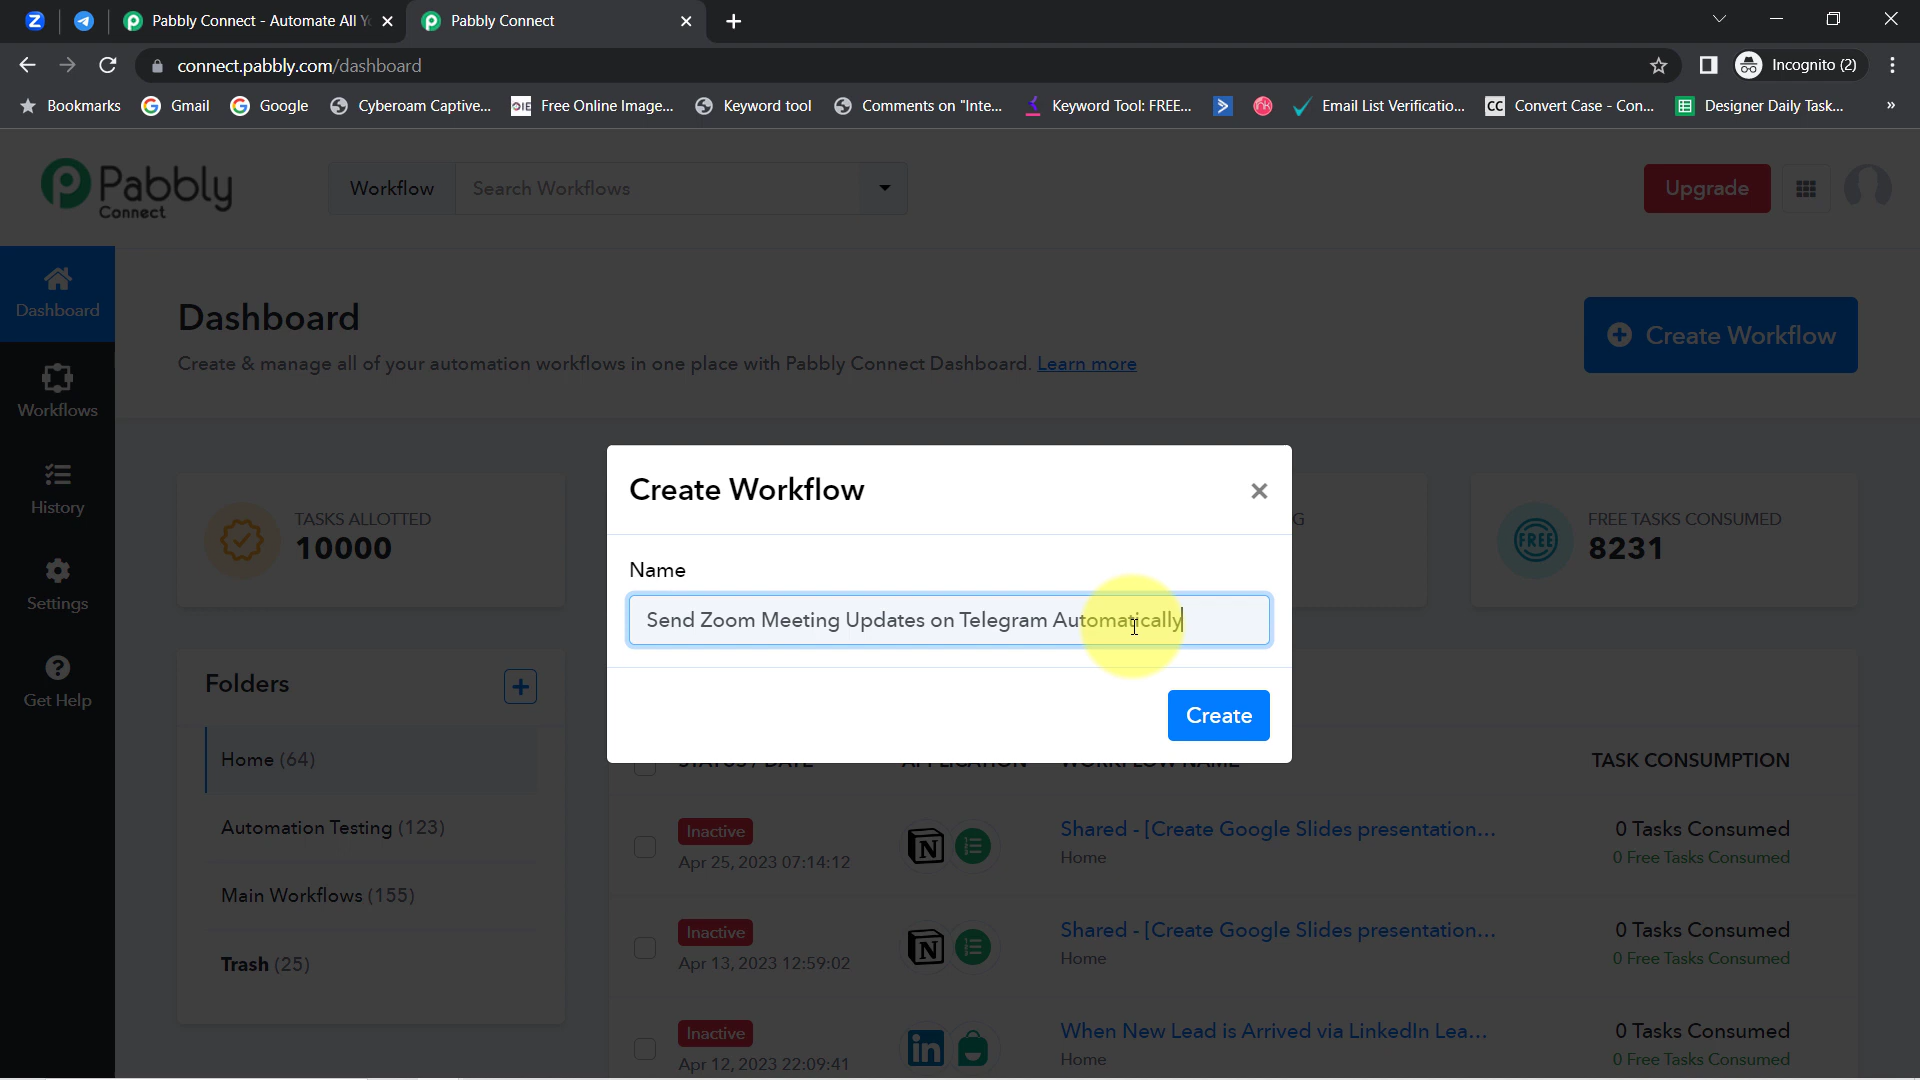 Pabbly Connect - Automate All Y
Pabbly Connect
connect.pabbly.com/dashboard
Incognito (2)
Bookmarks
Gmail
Google
Cyberoam Captive...
Free Online Image...
Keyword tool
Comments on "Inte...
Keyword Tool: FREE...
Email List Verificatio...
CC Convert Case - Con...
Designer Daily Task...
»
Pabbly
Connect
Workflow
Search Workflows
Upgrade
Dashboard
Workflows
History
Settings
Get Help
Dashboard
Create & manage all of your automation workflows in one place with Pabbly Connect Dashboard. Learn more
Create Workflow
TASKS ALLOTTED
10000
G
FREE
FREE TASKS CONSUMED
8231
Create Workflow
×
Name
Send Zoom Meeting Updates on Telegram Automatically
Create
Folders
Home (64)
Automation Testing (123)
Main Workflows (155)
Trash (25)
STATUS / DATE
APPLICATION
WORKFLOW NAME
TASK CONSUMPTION
Inactive
Apr 25, 2023 07:14:12
Shared - [Create Google Slides presentation...
Home
0 Tasks Consumed
0 Free Tasks Consumed
Inactive
Apr 13, 2023 12:59:02
Shared - [Create Google Slides presentation...
Home
0 Tasks Consumed
0 Free Tasks Consumed
Inactive
Apr 12, 2023 22:09:41
When New Lead is Arrived via LinkedIn Lea...
Home
0 Tasks Consumed
0 Free Tasks Consumed